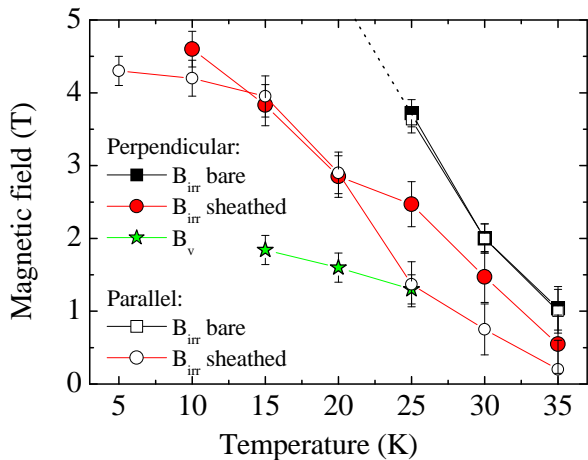 5
4
3
2
1
0
Magnetic field (T)
Perpendicular:
B_irr bare
B_irr sheathed
B_v
Parallel:
B_irr bare
B_irr sheathed
5 10 15 20 25 30 35
Temperature (K)